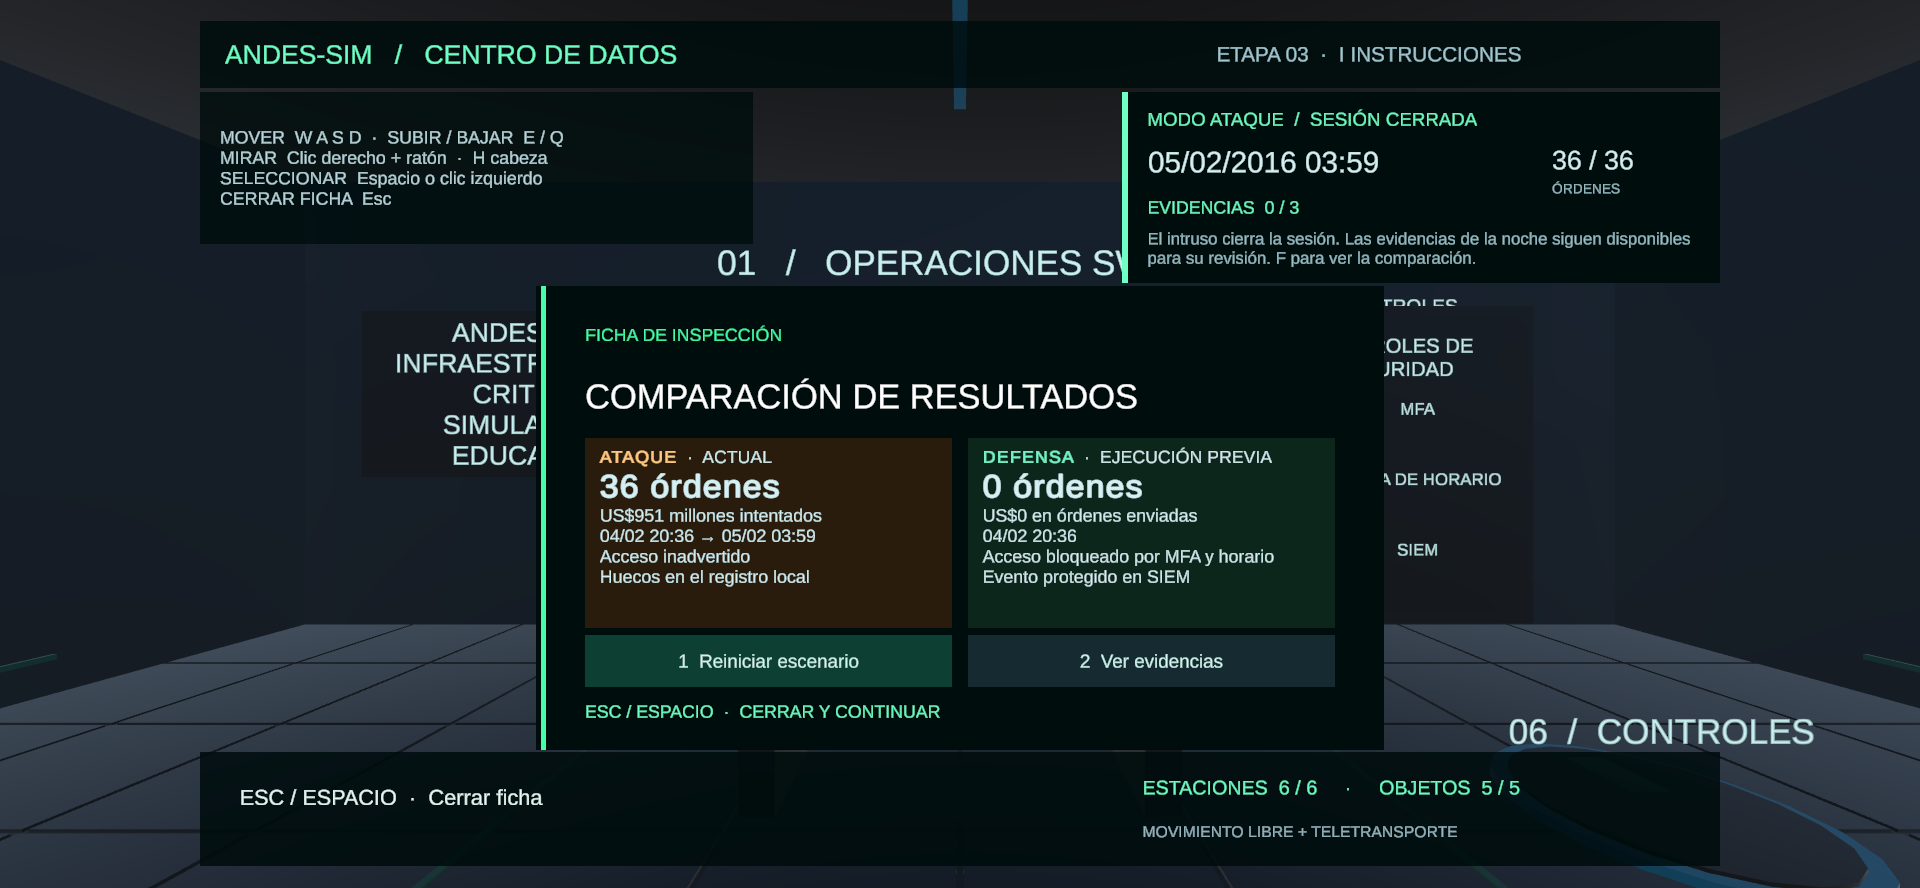 ANDES-SIM / CENTRO DE DATOS
ETAPA 03 · I INSTRUCCIONES
MOVER W A S D · SUBIR / BAJAR E / Q
MIRAR Clic derecho + ratón · H cabeza
SELECCIONAR Espacio o clic izquierdo
CERRAR FICHA Esc
MODO ATAQUE / SESIÓN CERRADA
05/02/2016 03:59
36 / 36
ÓRDENES
EVIDENCIAS 0 / 3
El intruso cierra la sesión. Las evidencias de la noche siguen disponibles
para su revisión. F para ver la comparación.
01 / OPERACIONES
ANDES
MFA
DE HORARIO
SIEM
FICHA DE INSPECCIÓN
COMPARACIÓN DE RESULTADOS
ATAQUE · ACTUAL
36 órdenes
US$951 millones intentados
04/02 20:36 → 05/02 03:59
Acceso inadvertido
Huecos en el registro local
DEFENSA · EJECUCIÓN PREVIA
0 órdenes
US$0 en órdenes enviadas
04/02 20:36
Acceso bloqueado por MFA y horario
Evento protegido en SIEM
1 Reiniciar escenario
2 Ver evidencias
ESC / ESPACIO · CERRAR Y CONTINUAR
06 / CONTROLES
ESC / ESPACIO · Cerrar ficha
ESTACIONES 6 / 6 · OBJETOS 5 / 5
MOVIMIENTO LIBRE + TELETRANSPORTE